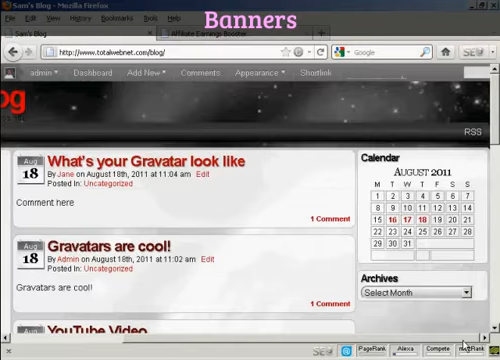 Banners
Sam's Blog - Mozilla Firefox
File Edit View History Bookmarks Tools Help
Sam's Blog
Affiliate Earnings Booster
http://www.totalwebnet.com/blog/
Google
admin Dashboard Add New Comments Appearance Shortlink
og
RSS
Aug
18
What's your Gravatar look like
By Jane on August 18th, 2011 at 11:04 am Edit
Posted In: Uncategorized
Comment here
1 Comment
Aug
18
Gravatars are cool!
By Admin on August 18th, 2011 at 11:02 am Edit
Posted In: Uncategorized
Gravatars are cool!
1 Comment
Aug
YouTube Video
Calendar
August 2011
M T W T F S S
1 2 3 4 5 6 7
8 9 10 11 12 13 14
15 16 17 18 19 20 21
22 23 24 25 26 27 28
29 30 31
Archives
Select Month
PageRank Alexa Compete